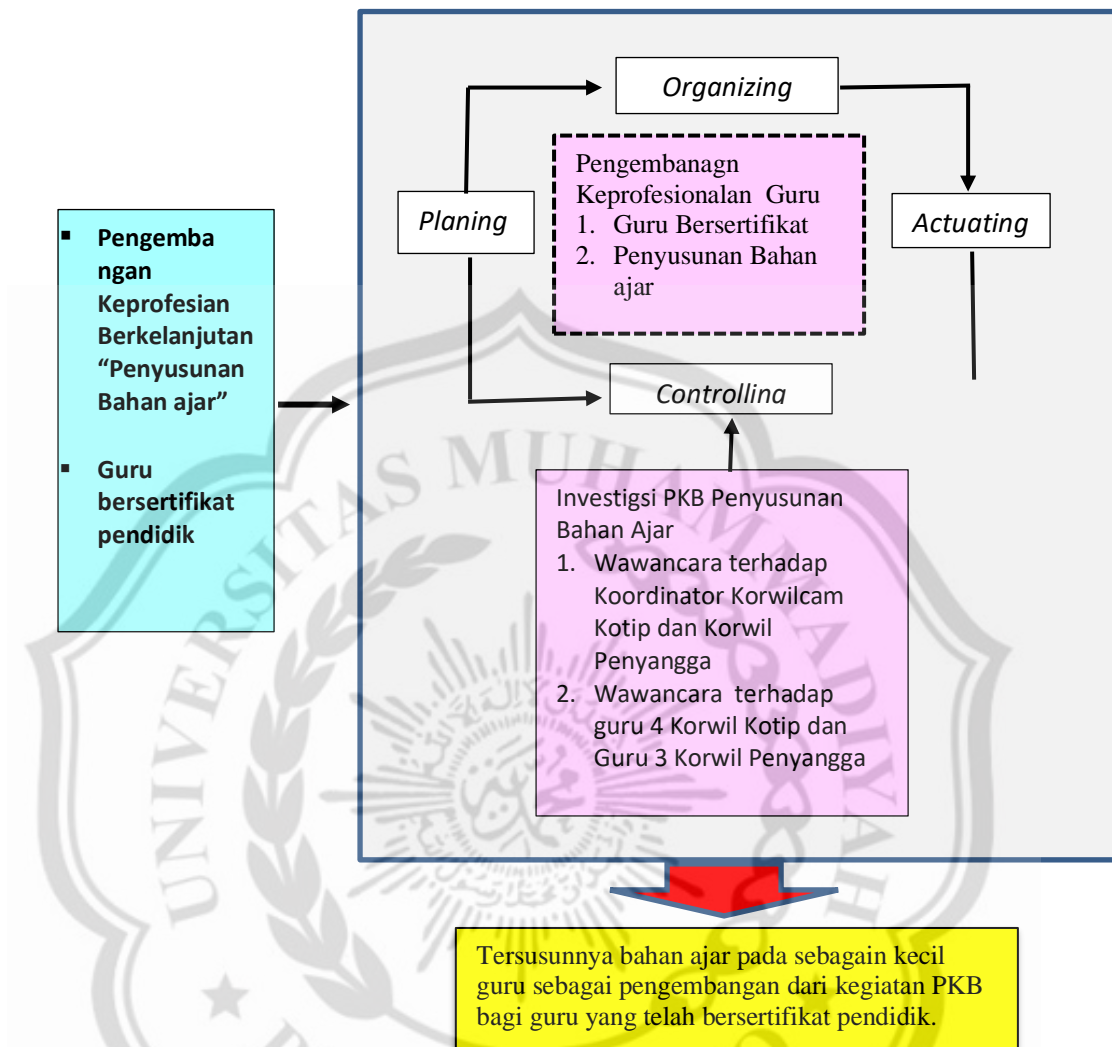 Organizing
Pengembanagn
Keprofesionalan Guru
1. Guru Bersertifikat
2. Penyusunan Bahan
ajar
Planing
Actuating
▪ Pengemba
ngan
Keprofesian
Berkelanjutan
“Penyusunan
Bahan ajar”
▪ Guru
bersertifikat
pendidik
Controlling
Investigsi PKB Penyusunan
Bahan Ajar
1. Wawancara terhadap
Koordinator Korwilcam
Kotip dan Korwil
Penyangga
2. Wawancara terhadap
guru 4 Korwil Kotip dan
Guru 3 Korwil Penyangga
Tersusunnya bahan ajar pada sebagain kecil
guru sebagai pengembangan dari kegiatan PKB
bagi guru yang telah bersertifikat pendidik.
UNIVERSITAS MUHAMMADIYAH